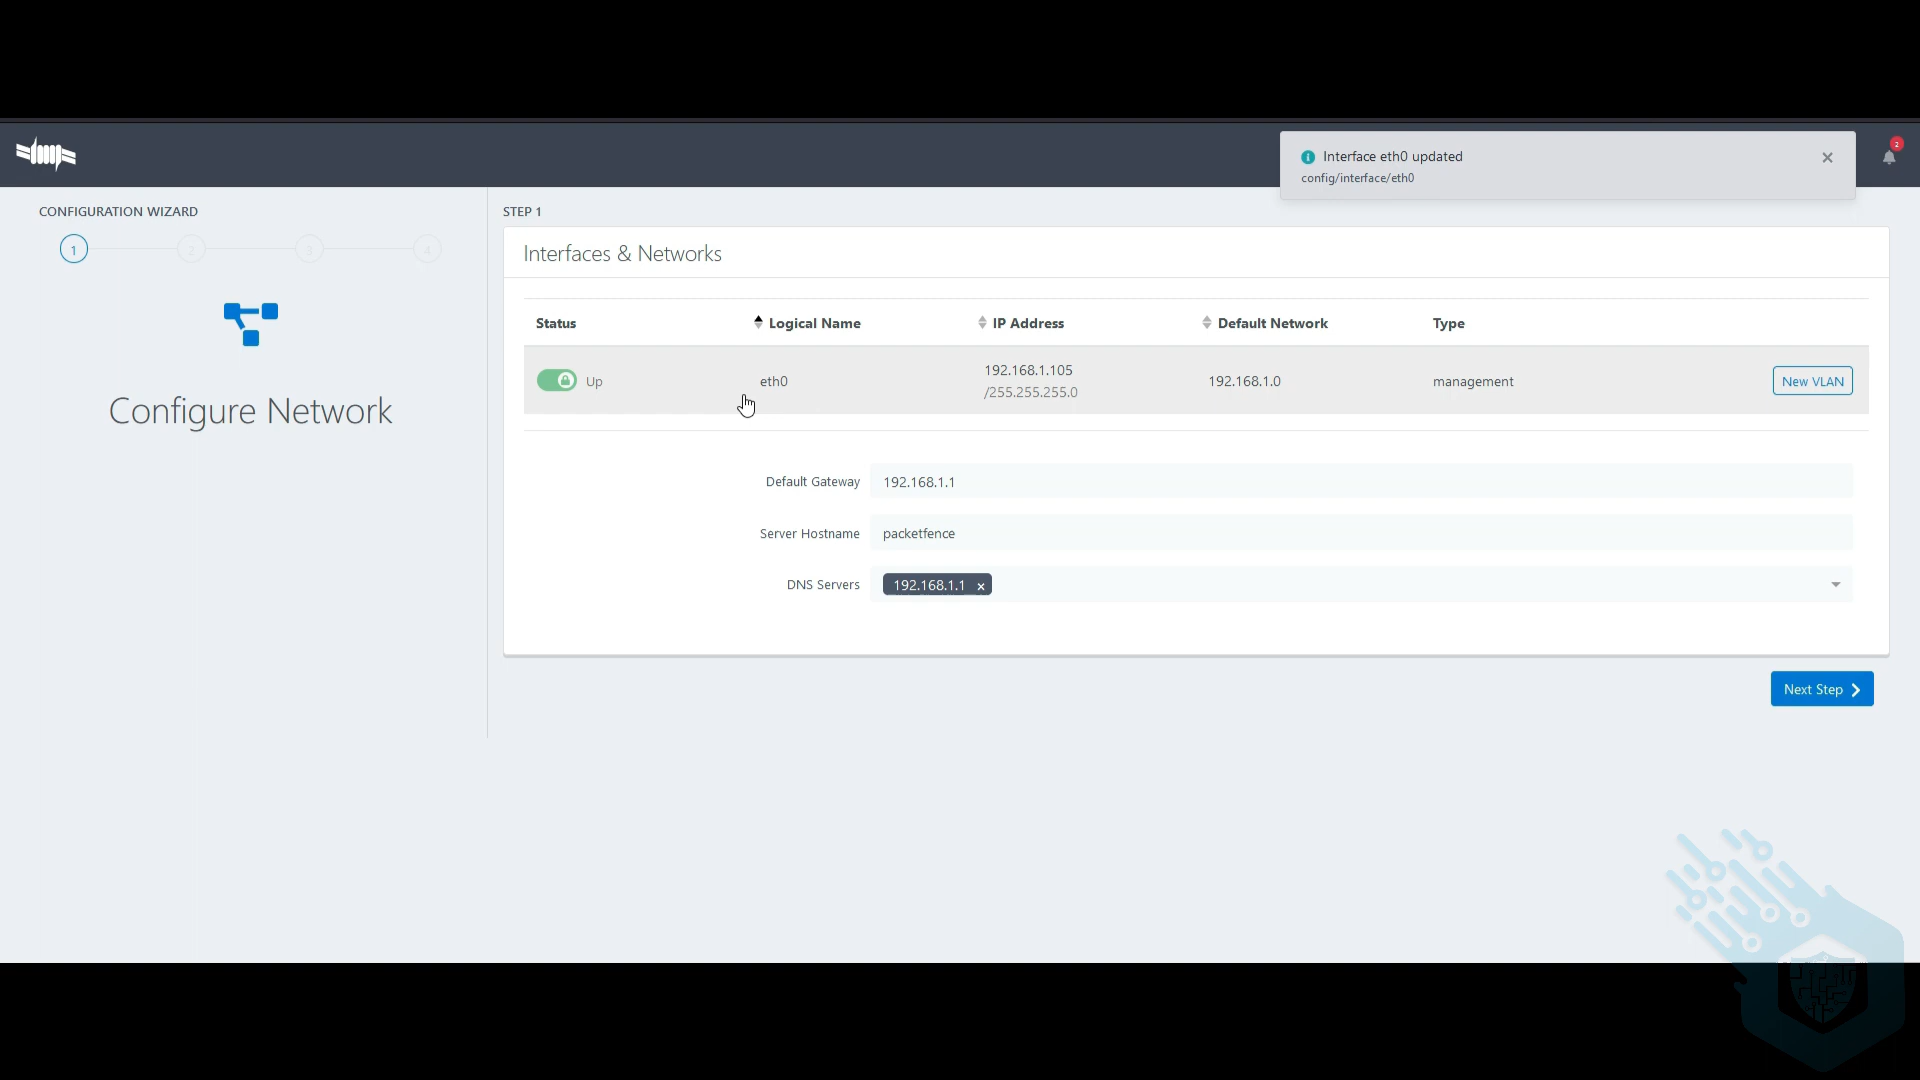 Interface eth0 updated
config/interface/eth0
2
CONFIGURATION WIZARD
1 2 3 4
Configure Network
STEP 1
Interfaces & Networks
Status Logical Name IP Address Default Network Type
Up eth0 192.168.1.105 192.168.1.0 management New VLAN
/255.255.255.0
Default Gateway 192.168.1.1
Server Hostname packetfence
DNS Servers 192.168.1.1
Next Step